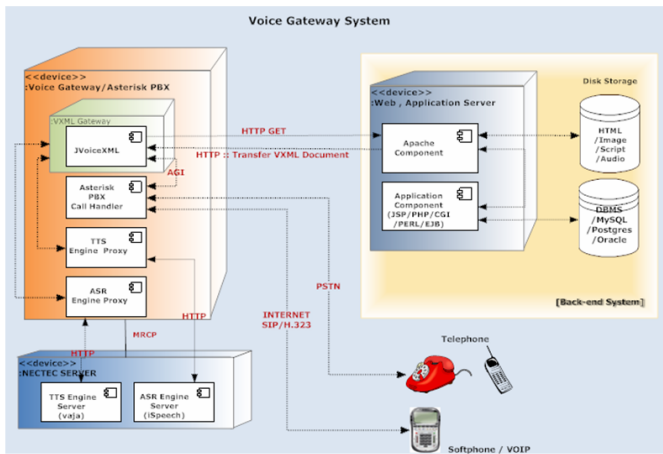 Voice Gateway System
<<device>>
:Voice Gateway/Asterisk PBX
:VXML Gateway
JVoiceXML
HTTP GET
HTTP :: Transfer VXML Document
AGI
Asterisk
PBX
Call Handler
TTS
Engine Proxy
ASR
Engine Proxy
HTTP
MRCP
HTTP
INTERNET
SIP/H.323
PSTN
<<device>>
:NECTEC SERVER
TTS Engine
Server
(vaja)
ASR Engine
Server
(iSpeech)
<<device>>
:Web , Application Server
Apache
Component
Application
Component
(JSP/PHP/CGI
/PERL/EJB)
Disk Storage
HTML
/Image
/Script
/Audio
DBMS
/MySQL
/Postgres
/Oracle
[Back-end System]
Telephone
Softphone / VOIP